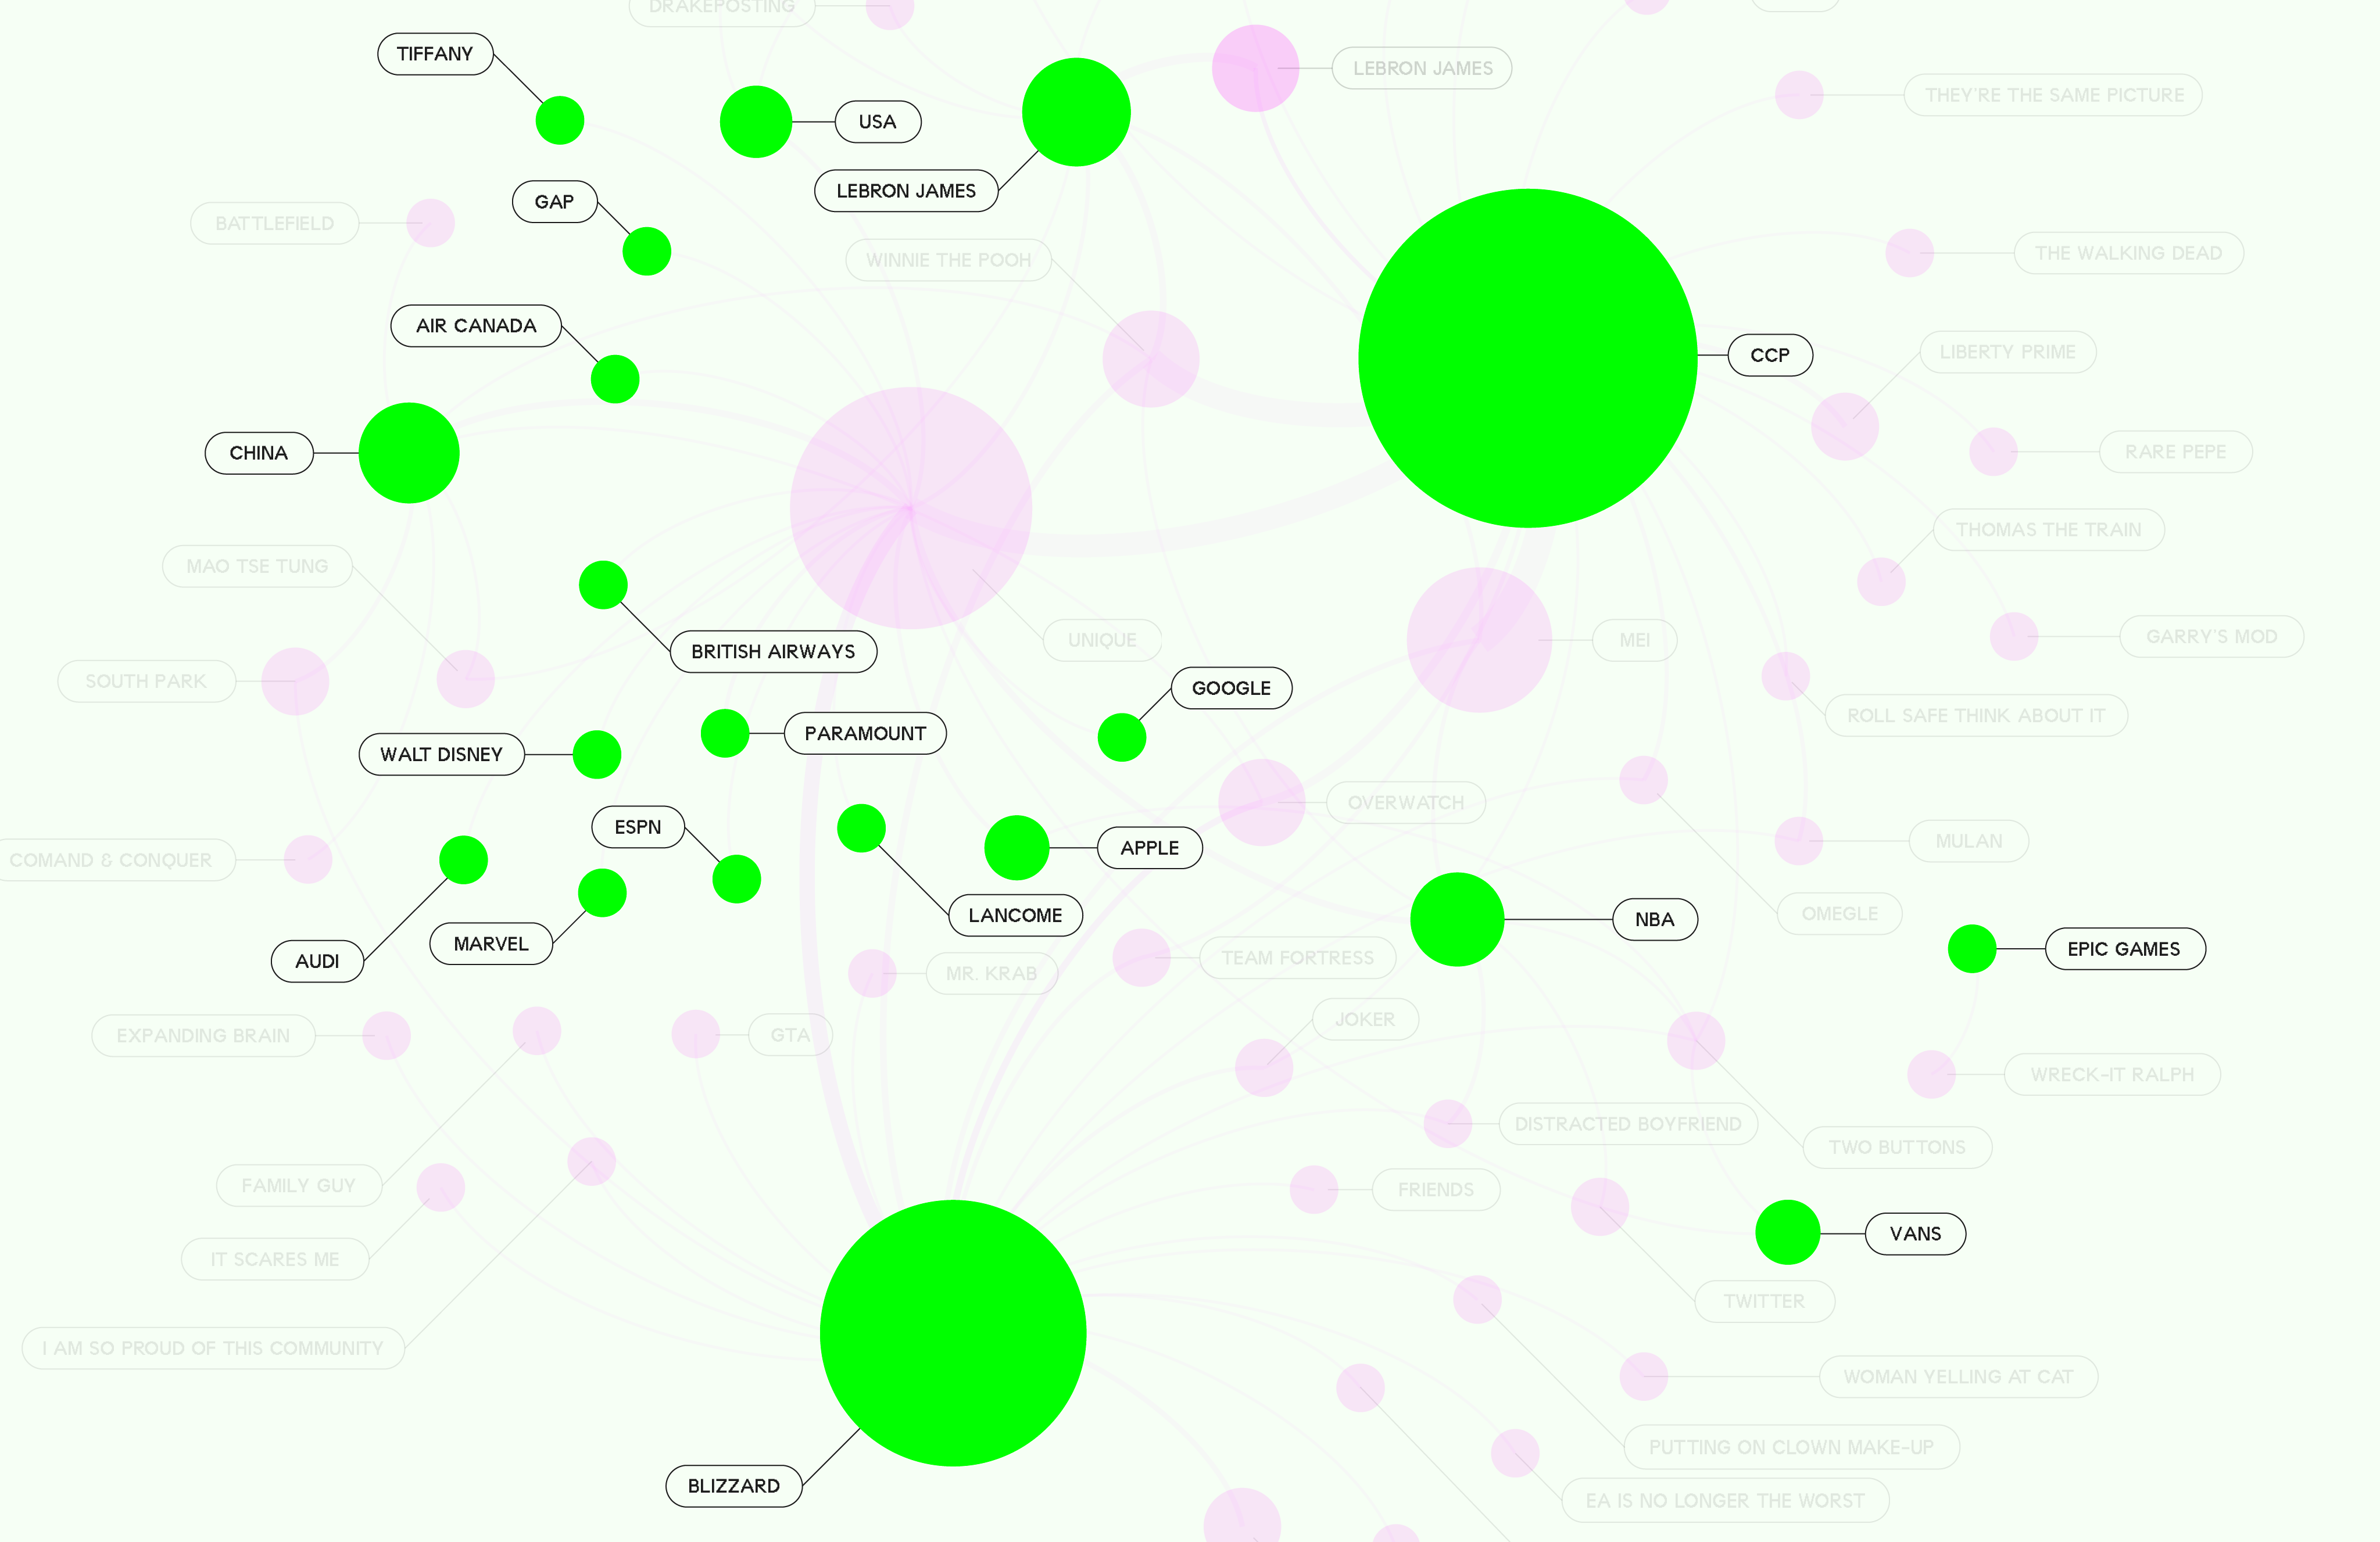 DRAKEPOSTING
TIFFANY
LEBRON JAMES
THEY'RE THE SAME PICTURE
USA
LEBRON JAMES
GAP
BATTLEFIELD
WINNIE THE POOH
THE WALKING DEAD
AIR CANADA
CCP
LIBERTY PRIME
CHINA
RARE PEPE
THOMAS THE TRAIN
MAO TSE TUNG
UNIQUE
MEI
GARRY'S MOD
BRITISH AIRWAYS
SOUTH PARK
GOOGLE
ROLL SAFE THINK ABOUT IT
PARAMOUNT
WALT DISNEY
OVERWATCH
ESPN
MULAN
APPLE
COMAND & CONQUER
LANCOME
OMEGLE
NBA
MARVEL
EPIC GAMES
AUDI
TEAM FORTRESS
MR. KRAB
JOKER
EXPANDING BRAIN
GTA
WRECK-IT RALPH
DISTRACTED BOYFRIEND
TWO BUTTONS
FAMILY GUY
FRIENDS
VANS
IT SCARES ME
TWITTER
I AM SO PROUD OF THIS COMMUNITY
WOMAN YELLING AT CAT
PUTTING ON CLOWN MAKE-UP
BLIZZARD
EA IS NO LONGER THE WORST